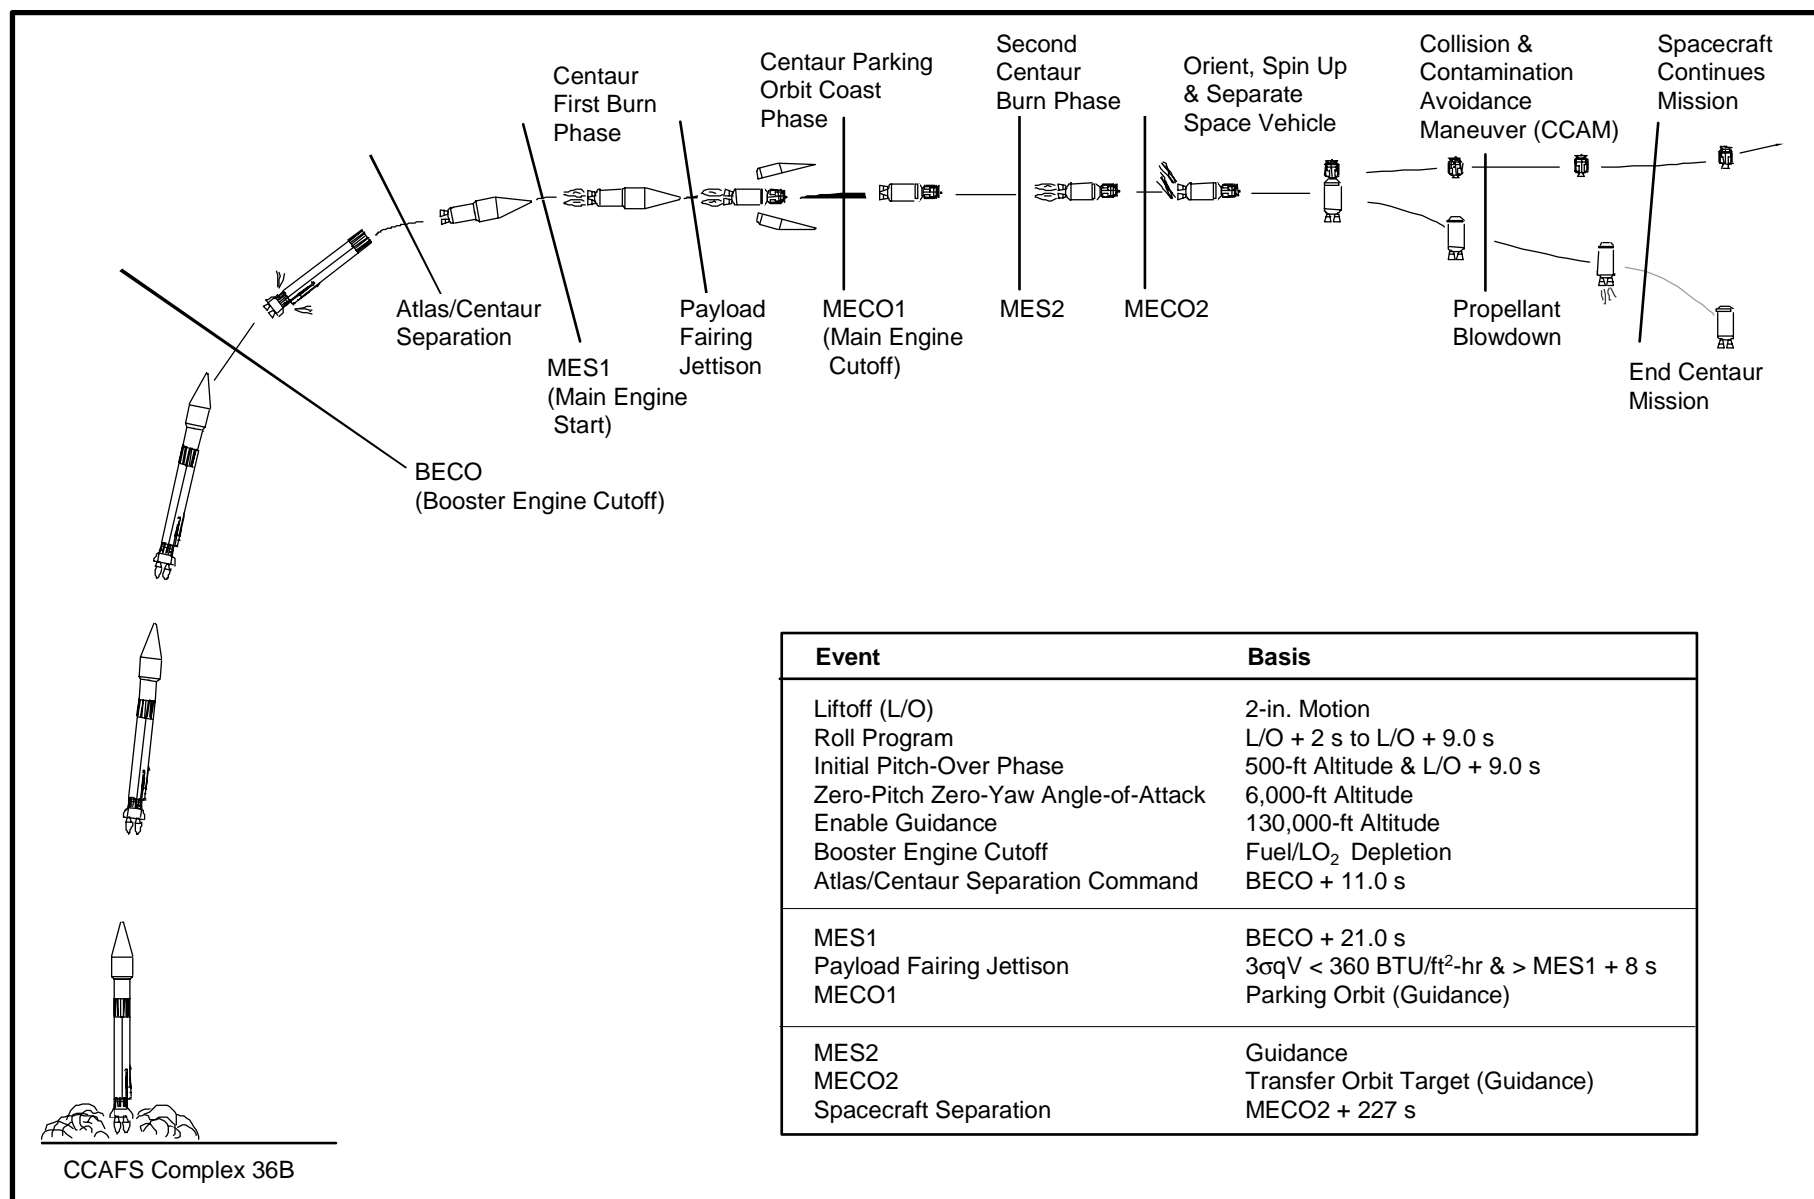 Centaur
First Burn
Phase
Centaur Parking
Orbit Coast
Phase
Second
Centaur
Burn Phase
Orient, Spin Up
& Separate
Space Vehicle
Collision &
Contamination
Avoidance
Maneuver (CCAM)
Spacecraft
Continues
Mission
Atlas/Centaur
Separation
MES1
(Main Engine
Start)
Payload
Fairing
Jettison
MECO1
(Main Engine
Cutoff)
MES2
MECO2
Propellant
Blowdown
End Centaur
Mission
BECO
(Booster Engine Cutoff)
Event Basis
Liftoff (L/O) 2-in. Motion
Roll Program L/O + 2 s to L/O + 9.0 s
Initial Pitch-Over Phase 500-ft Altitude & L/O + 9.0 s
Zero-Pitch Zero-Yaw Angle-of-Attack 6,000-ft Altitude
Enable Guidance 130,000-ft Altitude
Booster Engine Cutoff Fuel/LO₂ Depletion
Atlas/Centaur Separation Command BECO + 11.0 s
MES1 BECO + 21.0 s
Payload Fairing Jettison 3σqV < 360 BTU/ft²-hr & > MES1 + 8 s
MECO1 Parking Orbit (Guidance)
MES2 Guidance
MECO2 Transfer Orbit Target (Guidance)
Spacecraft Separation MECO2 + 227 s
CCAFS Complex 36B